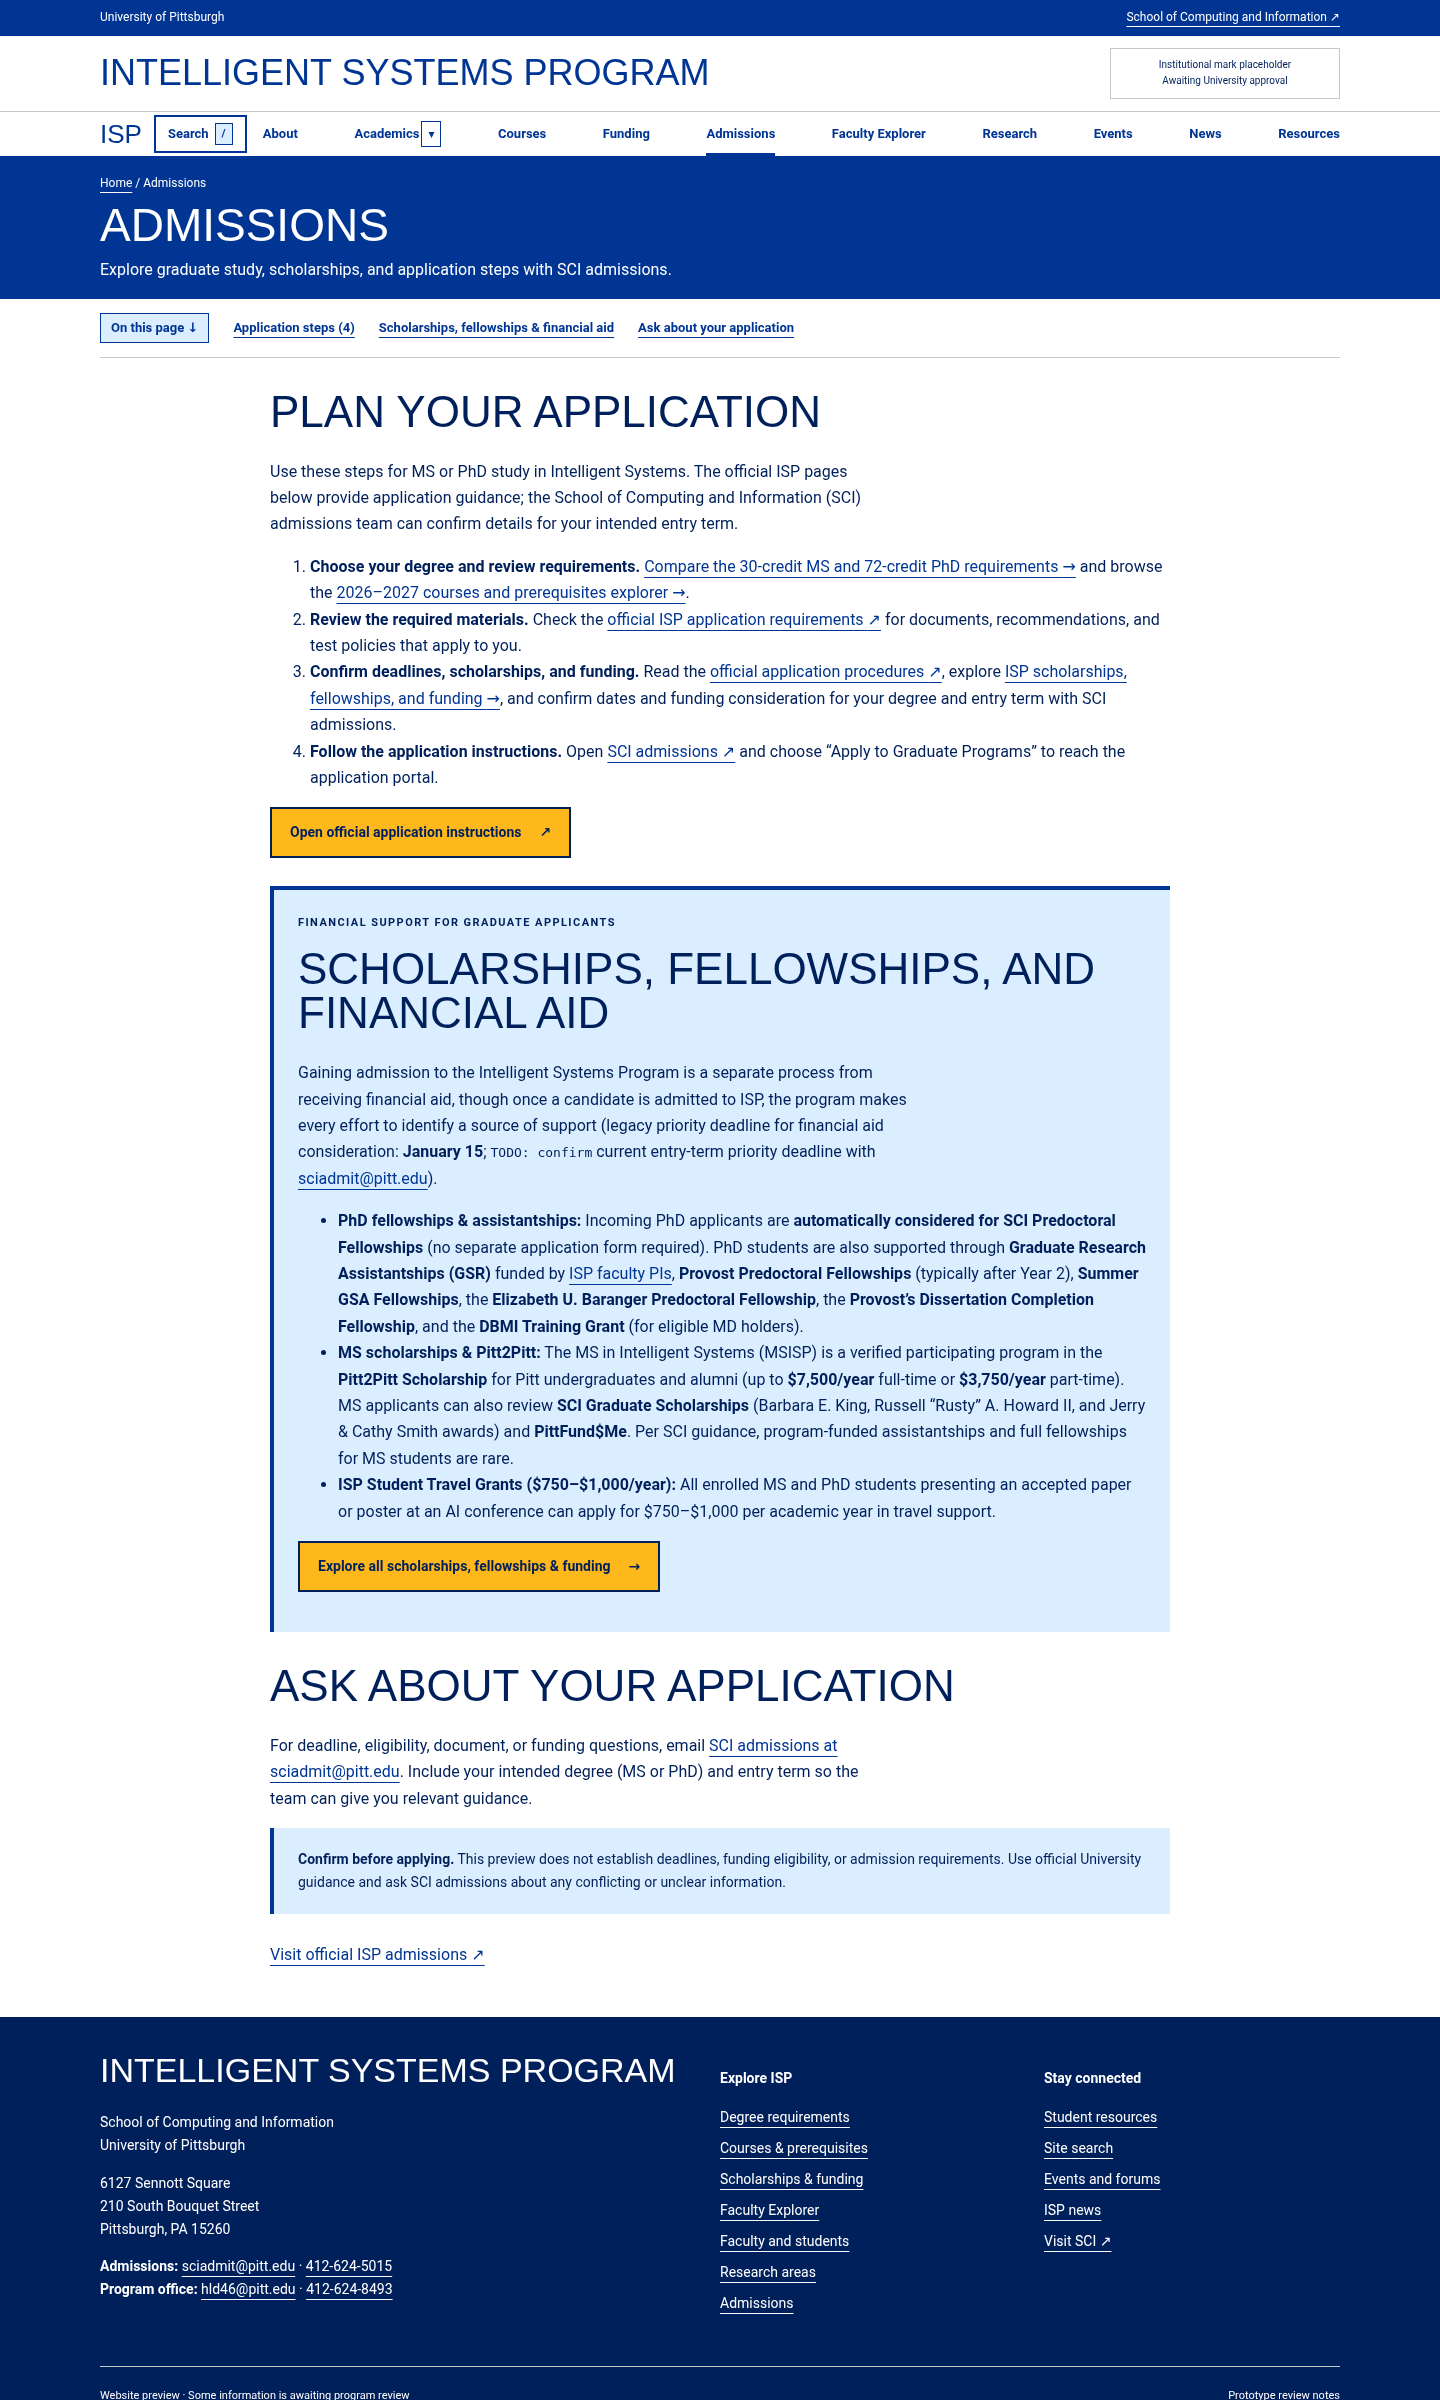 University of Pittsburgh
School of Computing and Information ↗
INTELLIGENT SYSTEMS PROGRAM
Institutional mark placeholder
Awaiting University approval
ISP
Search /
About
Academics ▾
Courses
Funding
Admissions
Faculty Explorer
Research
Events
News
Resources
Home / Admissions
ADMISSIONS
Explore graduate study, scholarships, and application steps with SCI admissions.
On this page ↓
Application steps (4)
Scholarships, fellowships & financial aid
Ask about your application
PLAN YOUR APPLICATION
Use these steps for MS or PhD study in Intelligent Systems. The official ISP pages
below provide application guidance; the School of Computing and Information (SCI)
admissions team can confirm details for your intended entry term.
1. Choose your degree and review requirements. Compare the 30-credit MS and 72-credit PhD requirements → and browse
the 2026–2027 courses and prerequisites explorer →.
2. Review the required materials. Check the official ISP application requirements ↗ for documents, recommendations, and
test policies that apply to you.
3. Confirm deadlines, scholarships, and funding. Read the official application procedures ↗, explore ISP scholarships,
fellowships, and funding →, and confirm dates and funding consideration for your degree and entry term with SCI
admissions.
4. Follow the application instructions. Open SCI admissions ↗ and choose “Apply to Graduate Programs” to reach the
application portal.
Open official application instructions ↗
FINANCIAL SUPPORT FOR GRADUATE APPLICANTS
SCHOLARSHIPS, FELLOWSHIPS, AND
FINANCIAL AID
Gaining admission to the Intelligent Systems Program is a separate process from
receiving financial aid, though once a candidate is admitted to ISP, the program makes
every effort to identify a source of support (legacy priority deadline for financial aid
consideration: January 15; TODO: confirm current entry-term priority deadline with
sciadmit@pitt.edu).
• PhD fellowships & assistantships: Incoming PhD applicants are automatically considered for SCI Predoctoral
Fellowships (no separate application form required). PhD students are also supported through Graduate Research
Assistantships (GSR) funded by ISP faculty PIs, Provost Predoctoral Fellowships (typically after Year 2), Summer
GSA Fellowships, the Elizabeth U. Baranger Predoctoral Fellowship, the Provost’s Dissertation Completion
Fellowship, and the DBMI Training Grant (for eligible MD holders).
• MS scholarships & Pitt2Pitt: The MS in Intelligent Systems (MSISP) is a verified participating program in the
Pitt2Pitt Scholarship for Pitt undergraduates and alumni (up to $7,500/year full-time or $3,750/year part-time).
MS applicants can also review SCI Graduate Scholarships (Barbara E. King, Russell “Rusty” A. Howard II, and Jerry
& Cathy Smith awards) and PittFund$Me. Per SCI guidance, program-funded assistantships and full fellowships
for MS students are rare.
• ISP Student Travel Grants ($750–$1,000/year): All enrolled MS and PhD students presenting an accepted paper
or poster at an AI conference can apply for $750–$1,000 per academic year in travel support.
Explore all scholarships, fellowships & funding →
ASK ABOUT YOUR APPLICATION
For deadline, eligibility, document, or funding questions, email SCI admissions at
sciadmit@pitt.edu. Include your intended degree (MS or PhD) and entry term so the
team can give you relevant guidance.
Confirm before applying. This preview does not establish deadlines, funding eligibility, or admission requirements. Use official University
guidance and ask SCI admissions about any conflicting or unclear information.
Visit official ISP admissions ↗
INTELLIGENT SYSTEMS PROGRAM
School of Computing and Information
University of Pittsburgh
6127 Sennott Square
210 South Bouquet Street
Pittsburgh, PA 15260
Admissions: sciadmit@pitt.edu · 412-624-5015
Program office: hld46@pitt.edu · 412-624-8493
Explore ISP
Degree requirements
Courses & prerequisites
Scholarships & funding
Faculty Explorer
Faculty and students
Research areas
Admissions
Stay connected
Student resources
Site search
Events and forums
ISP news
Visit SCI ↗
Website preview · Some information is awaiting program review
Prototype review notes